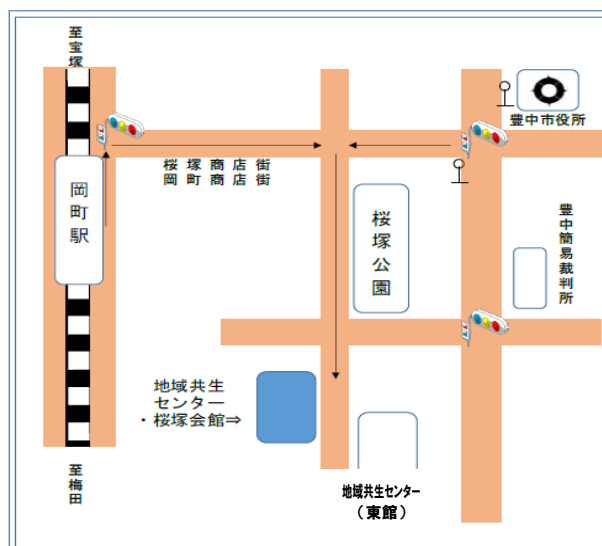 至宝塚
豊中市役所
桜塚商店街
岡町商店街
岡町駅
桜塚公園
豊中簡易裁判所
地域共生
センター
・桜塚会館⇒
至梅田
地域共生センター
（東館）